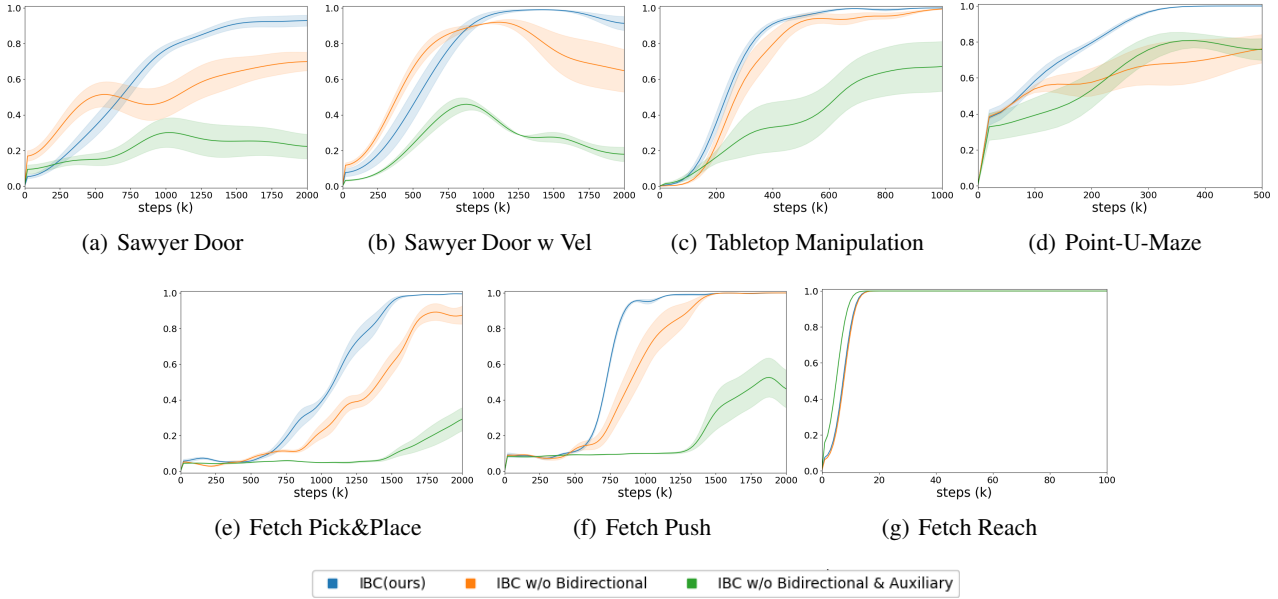 1.0 0.8 0.6 0.4 0.2 0.0
0 250 500 750 1000 1250 1500 1750 2000
steps (k)
(a) Sawyer Door
1.0 0.8 0.6 0.4 0.2 0.0
0 250 500 750 1000 1250 1500 1750 2000
steps (k)
(b) Sawyer Door w Vel
1.0 0.8 0.6 0.4 0.2 0.0
0 200 400 600 800 1000
steps (k)
(c) Tabletop Manipulation
1.0 0.8 0.6 0.4 0.2 0.0
0 100 200 300 400 500
steps (k)
(d) Point-U-Maze
1.0 0.8 0.6 0.4 0.2 0.0
0 250 500 750 1000 1250 1500 1750 2000
steps (k)
(e) Fetch Pick&Place
1.0 0.8 0.6 0.4 0.2 0.0
0 250 500 750 1000 1250 1500 1750 2000
steps (k)
(f) Fetch Push
1.0 0.8 0.6 0.4 0.2 0.0
0 20 40 60 80 100
steps (k)
(g) Fetch Reach
IBC(ours) IBC w/o Bidirectional IBC w/o Bidirectional & Auxiliary